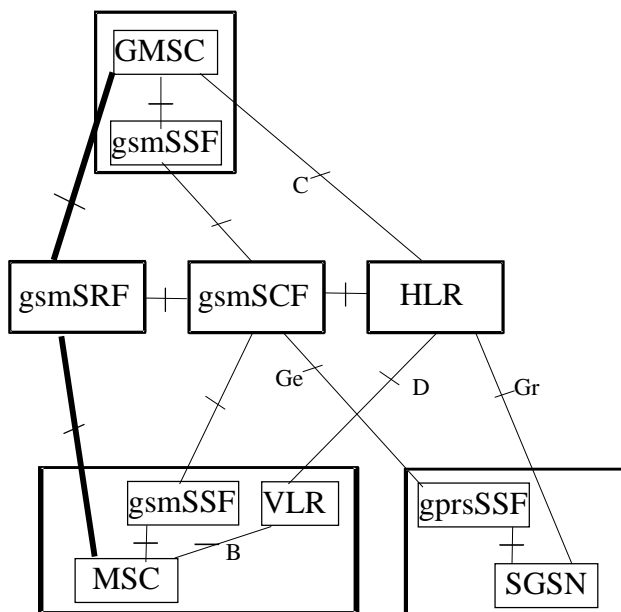 GMSC
gsmSSF
C
gsmSRF
gsmSCF
HLR
Ge
D
Gr
gsmSSF
VLR
gprsSSF
B
MSC
SGSN